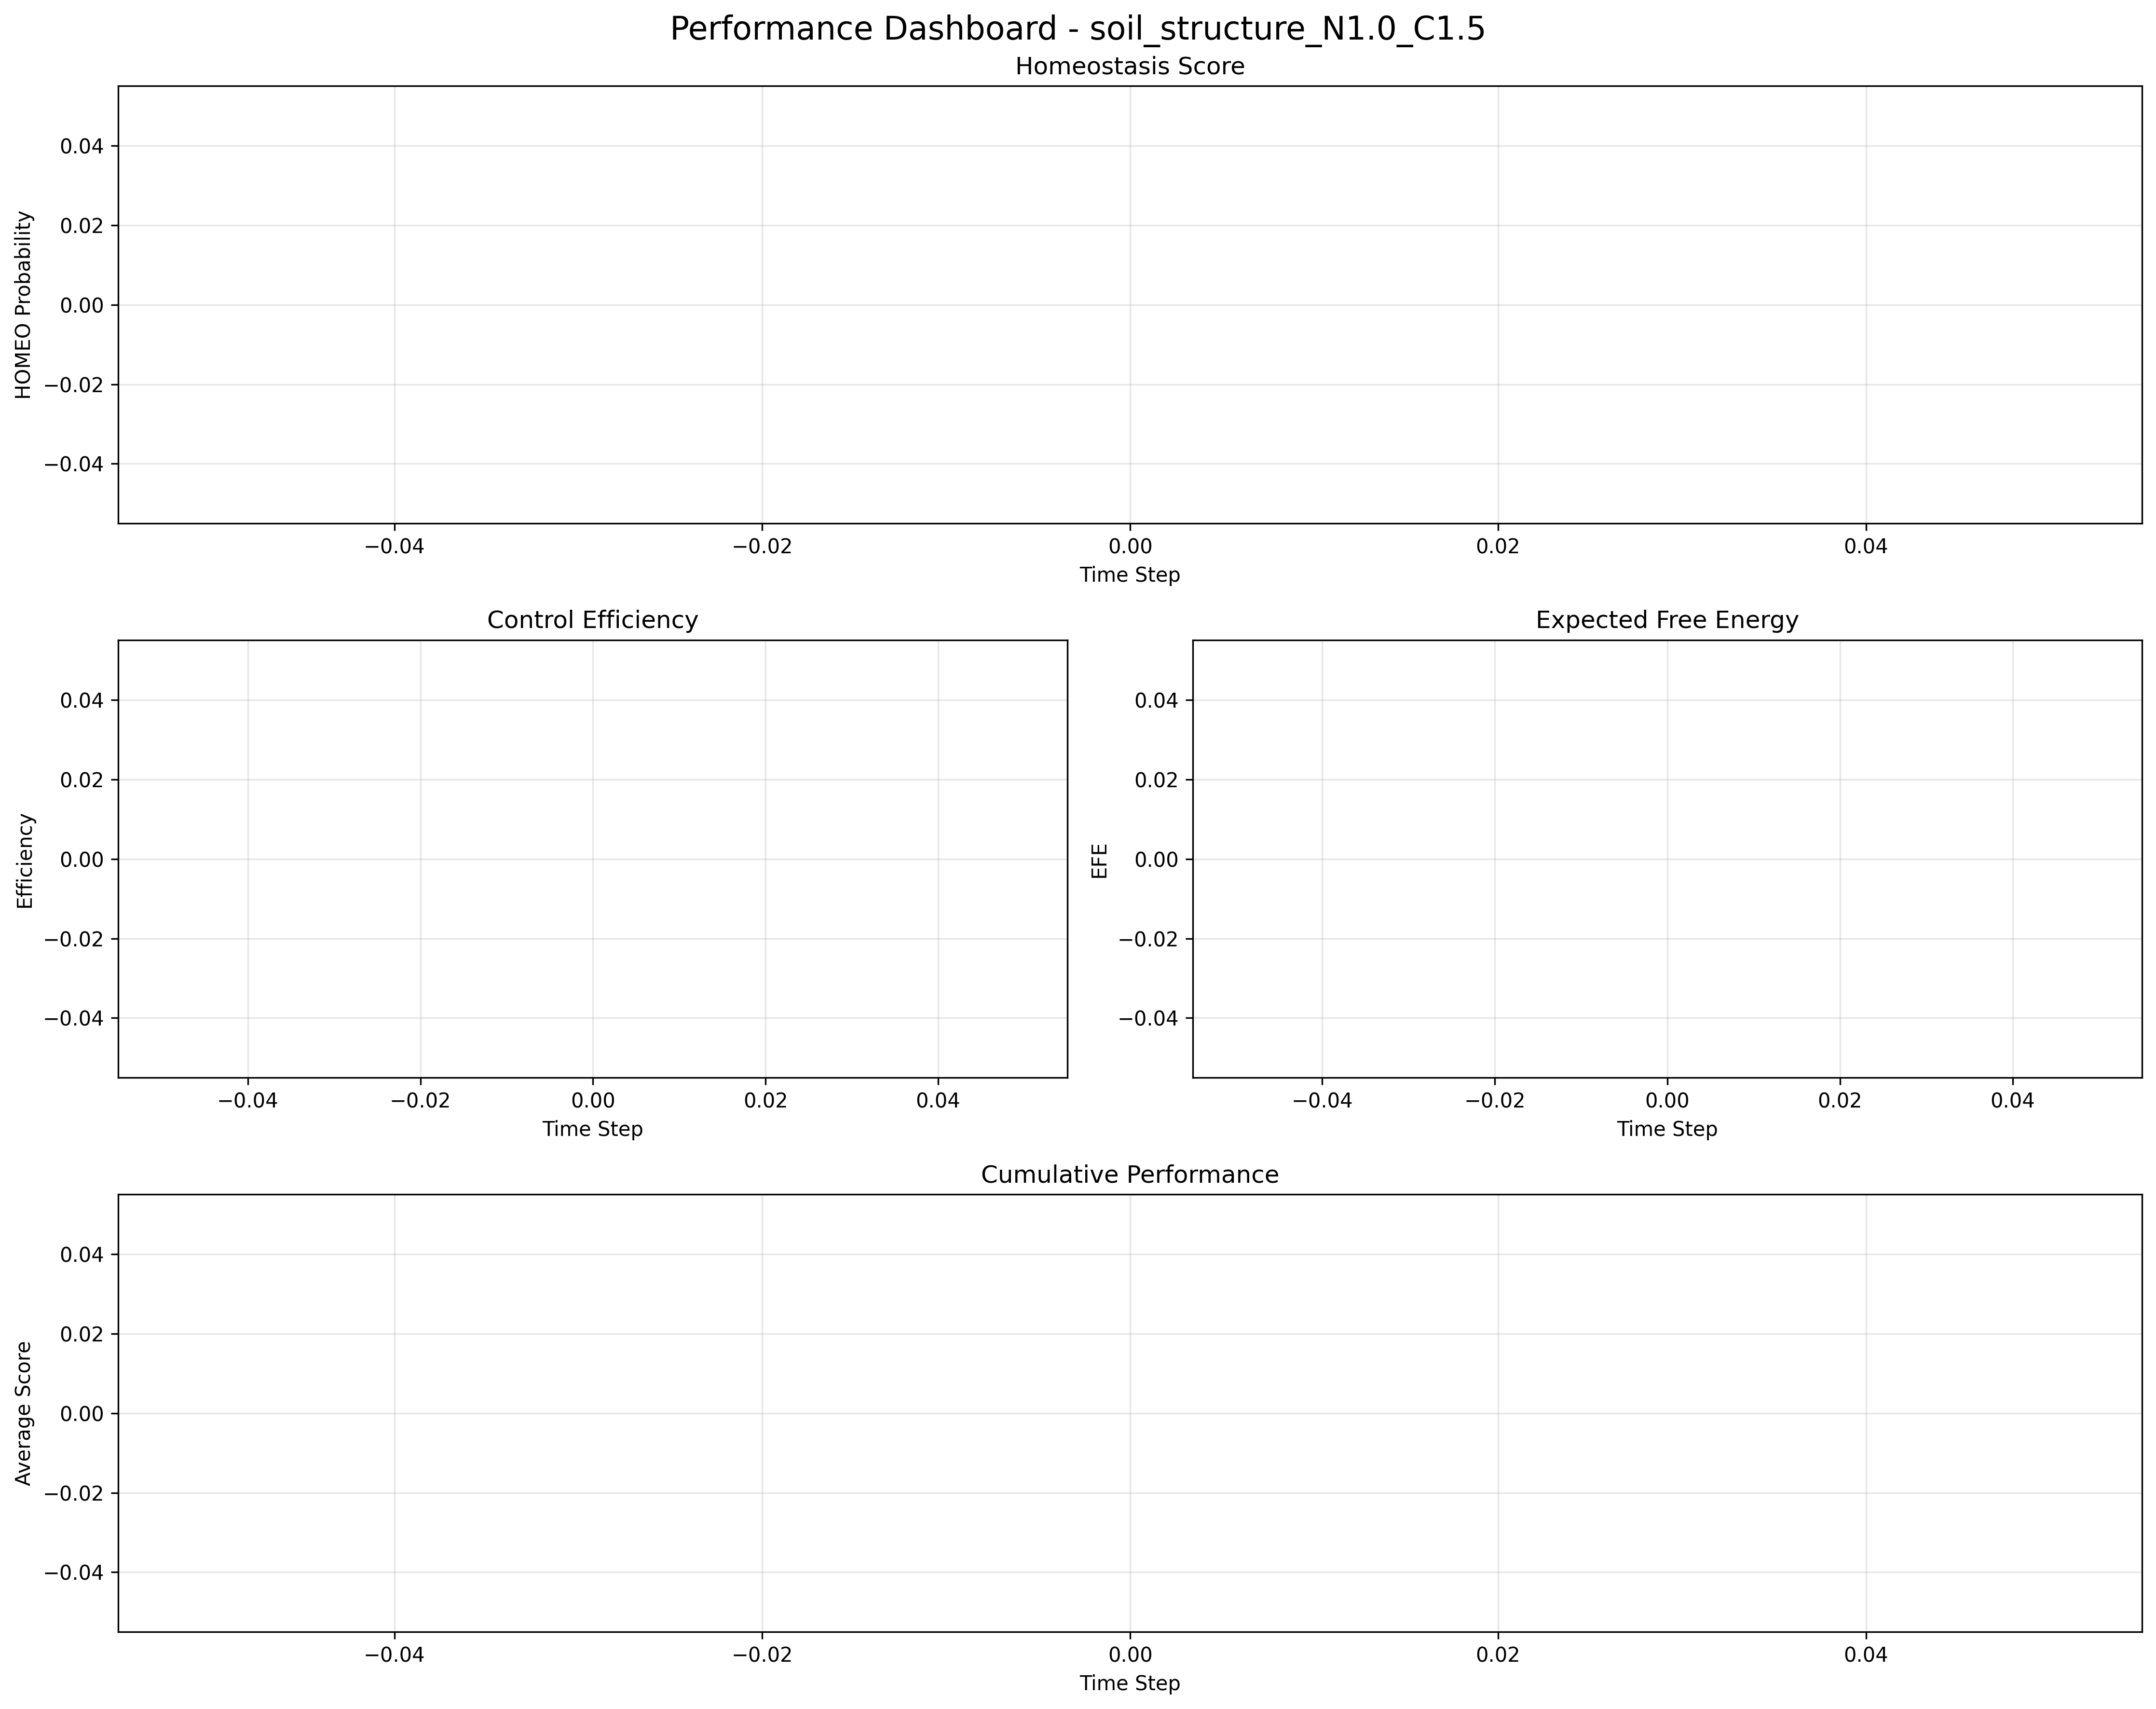 Performance Dashboard - soil_structure_N1.0_C1.5
Homeostasis Score
HOMEO Probability
0.04
0.02
0.00
−0.02
−0.04
−0.04 −0.02 0.00 0.02 0.04
Time Step
Control Efficiency
Efficiency
0.04
0.02
0.00
−0.02
−0.04
−0.04 −0.02 0.00 0.02 0.04
Time Step
Expected Free Energy
EFE
0.04
0.02
0.00
−0.02
−0.04
−0.04 −0.02 0.00 0.02 0.04
Time Step
Cumulative Performance
Average Score
0.04
0.02
0.00
−0.02
−0.04
−0.04 −0.02 0.00 0.02 0.04
Time Step